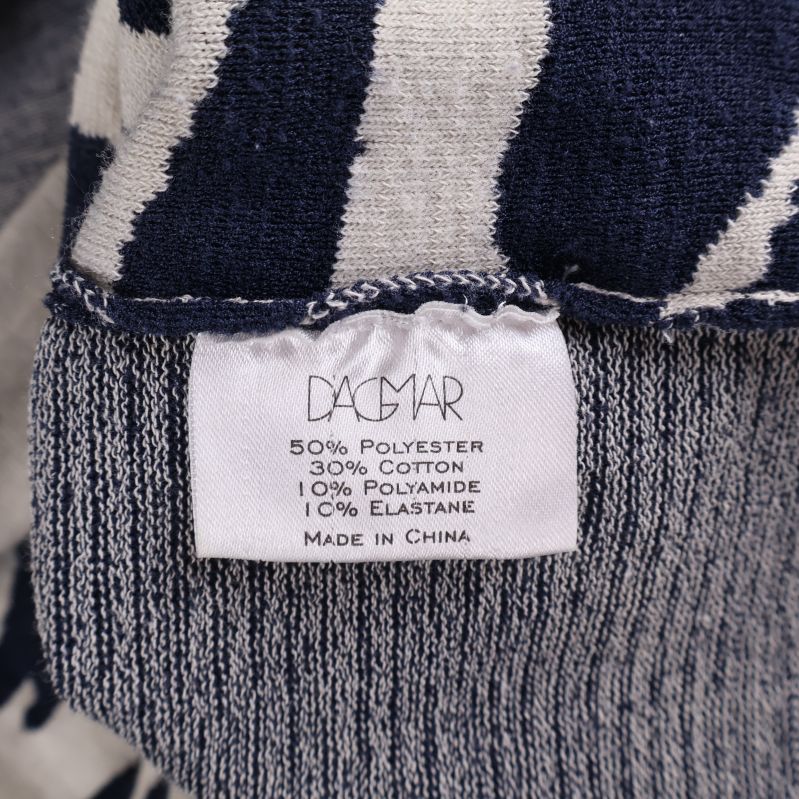 DAGMAR
50% POLYESTER
30% COTTON
10% POLYAMIDE
10% ELASTANE
MADE IN CHINA